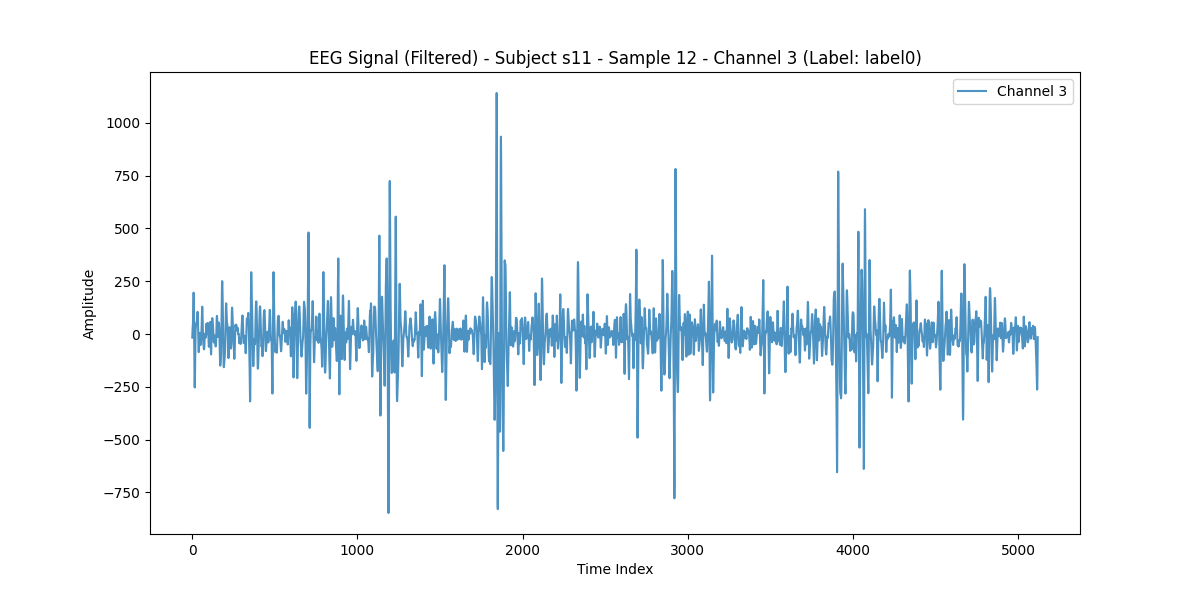 EEG Signal (Filtered) - Subject s11 - Sample 12 - Channel 3 (Label: label0)
Channel 3
1000
750
500
250
0
−250
−500
−750
Amplitude
0 1000 2000 3000 4000 5000
Time Index